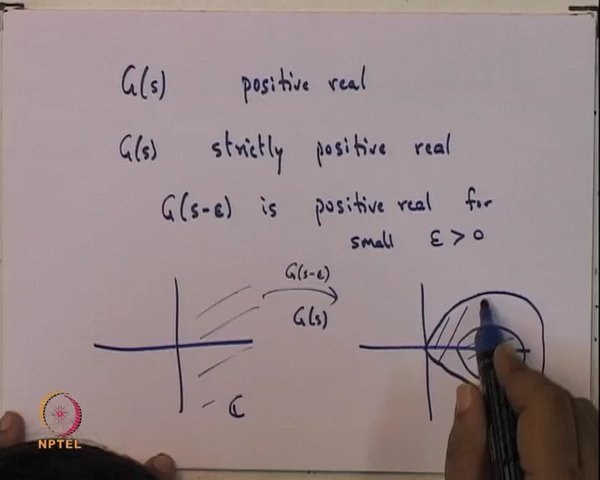 G(s) positive real
G(s) strictly positive real
G(s-ε) is positive real for
small ε > 0
G(s-ε)
G(s)
ℂ
NPTEL